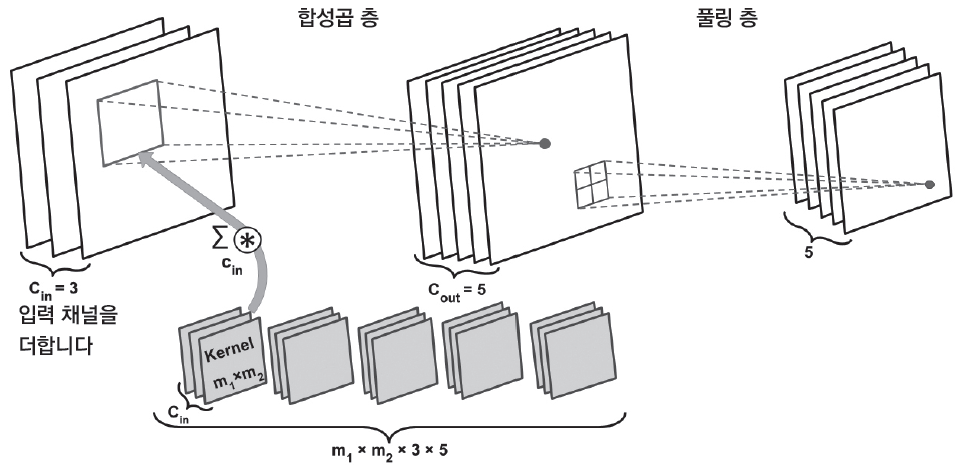 합성곱 층
풀링 층
Σ *
c_in
C_in = 3
입력 채널을
더합니다
C_out = 5
5
Kernel
m_1×m_2
C_in
m_1 × m_2 × 3 × 5